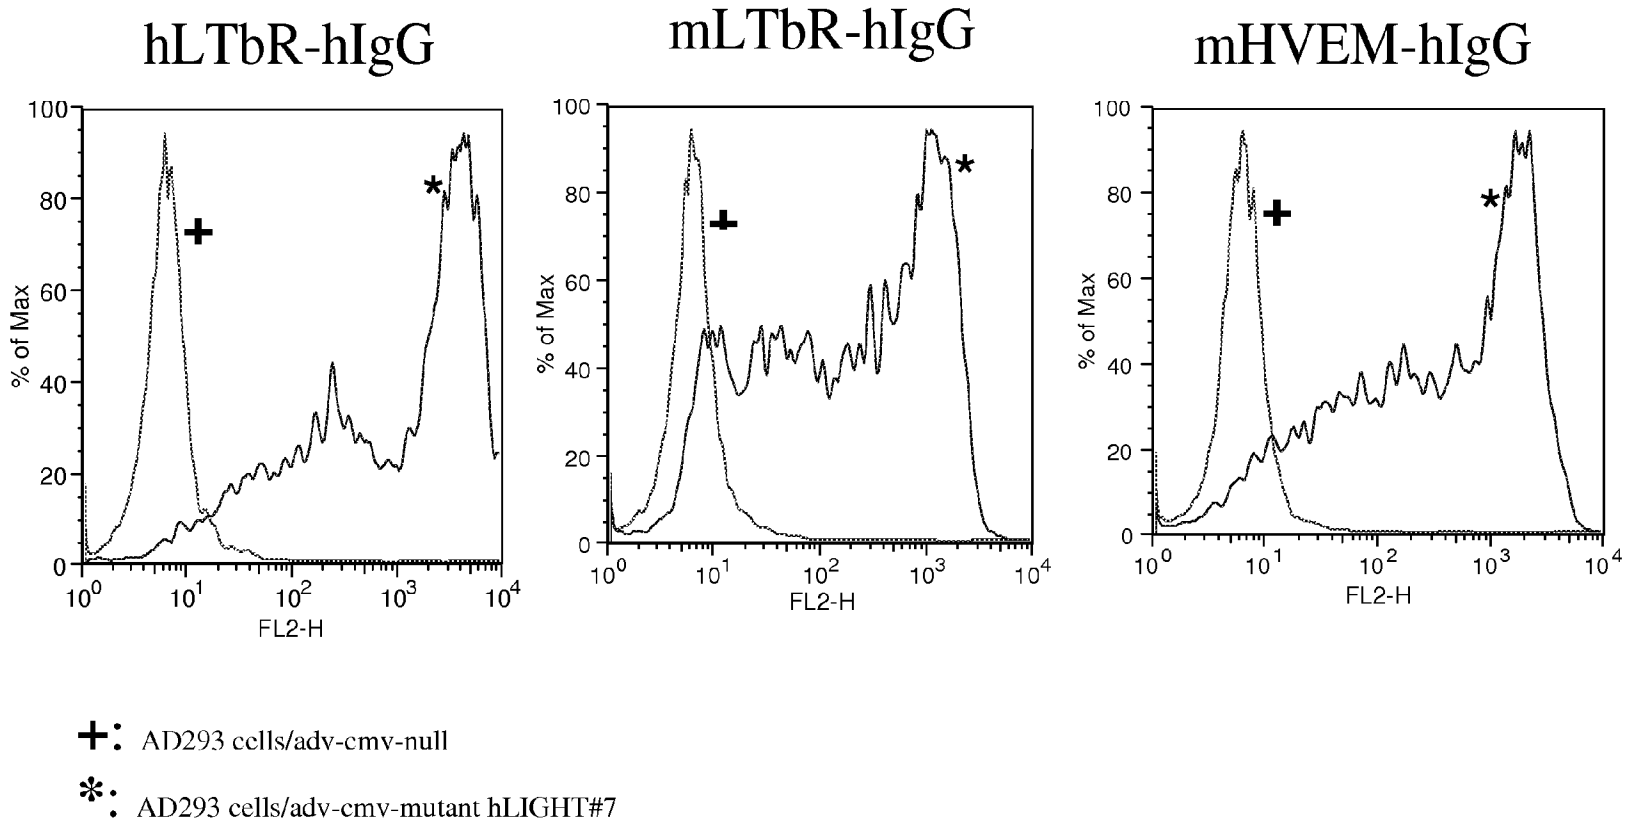 hLTbR-hIgG
mLTbR-hIgG
mHVEM-hIgG
100
80
60
40
20
0
% of Max
10^0 10^1 10^2 10^3 10^4
FL2-H
100
80
60
40
20
0
% of Max
10^0 10^1 10^2 10^3 10^4
FL2-H
100
80
60
40
20
0
% of Max
10^0 10^1 10^2 10^3 10^4
FL2-H
+
*
+
*
+
*
+: AD293 cells/adv-cmv-null
*: AD293 cells/adv-cmv-mutant hLIGHT#7